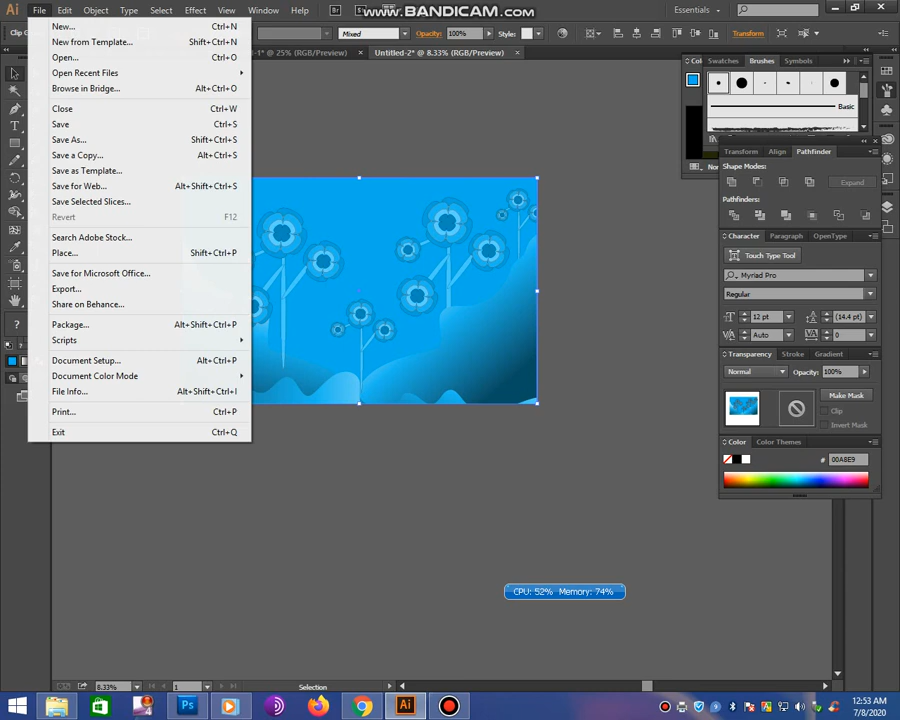 Ai File Edit Object Type Select Effect View Window Help Br
www.BANDICAM.com
Essentials
Mixed Opacity: 100% Style: Transform
-1* @ 25% (RGB/Preview) × Untitled-2* @ 8.33% (RGB/Preview) ×
New... Ctrl+N
New from Template... Shift+Ctrl+N
Open... Ctrl+O
Open Recent Files
Browse in Bridge... Alt+Ctrl+O
Close Ctrl+W
Save Ctrl+S
Save As... Shift+Ctrl+S
Save a Copy... Alt+Ctrl+S
Save as Template...
Save for Web... Alt+Shift+Ctrl+S
Save Selected Slices...
Revert F12
Search Adobe Stock...
Place... Shift+Ctrl+P
Save for Microsoft Office...
Export...
Share on Behance...
Package... Alt+Shift+Ctrl+P
Scripts
Document Setup... Alt+Ctrl+P
Document Color Mode
File Info... Alt+Shift+Ctrl+I
Print... Ctrl+P
Exit Ctrl+Q
Swatches Brushes Symbols
Basic
Transform Align Pathfinder
Shape Modes:
Expand
Pathfinders:
Character Paragraph OpenType
Touch Type Tool
Myriad Pro
Regular
12 pt (14.4 pt)
Auto 0
Transparency Stroke Gradient
Normal Opacity: 100%
Make Mask
Clip
Invert Mask
Color Color Themes
# 00A8E9
CPU: 52% Memory: 74%
8.33% 1 Selection
Ps Ai
12:53 AM
7/8/2020